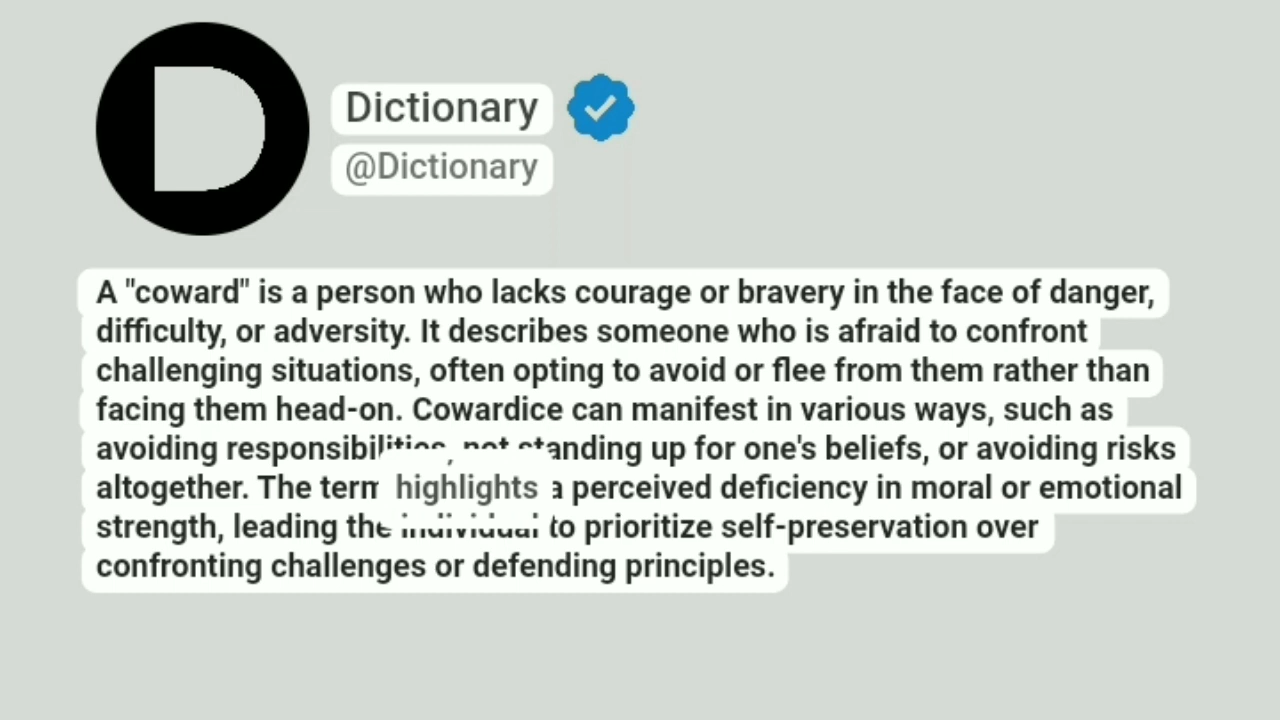 D
Dictionary
@Dictionary
A "coward" is a person who lacks courage or bravery in the face of danger,
difficulty, or adversity. It describes someone who is afraid to confront
challenging situations, often opting to avoid or flee from them rather than
facing them head-on. Cowardice can manifest in various ways, such as
avoiding responsibilities, not standing up for one's beliefs, or avoiding risks
altogether. The term highlights a perceived deficiency in moral or emotional
strength, leading the individual to prioritize self-preservation over
confronting challenges or defending principles.